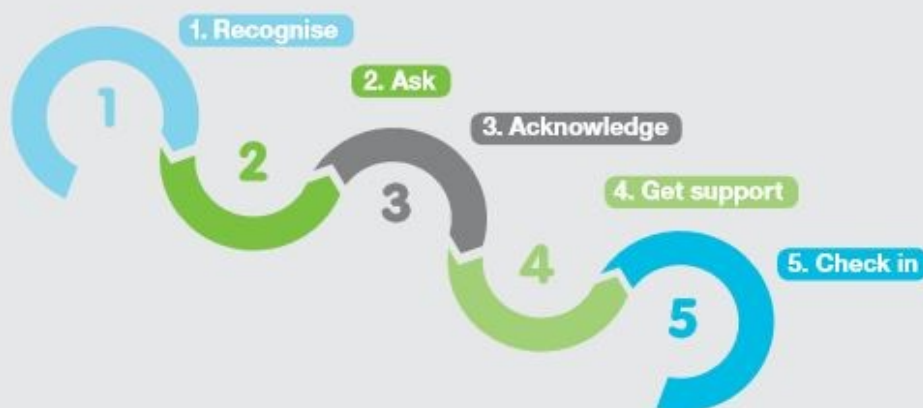 1. Recognise
1
2. Ask
2
3. Acknowledge
3
4. Get support
4
5. Check in
5